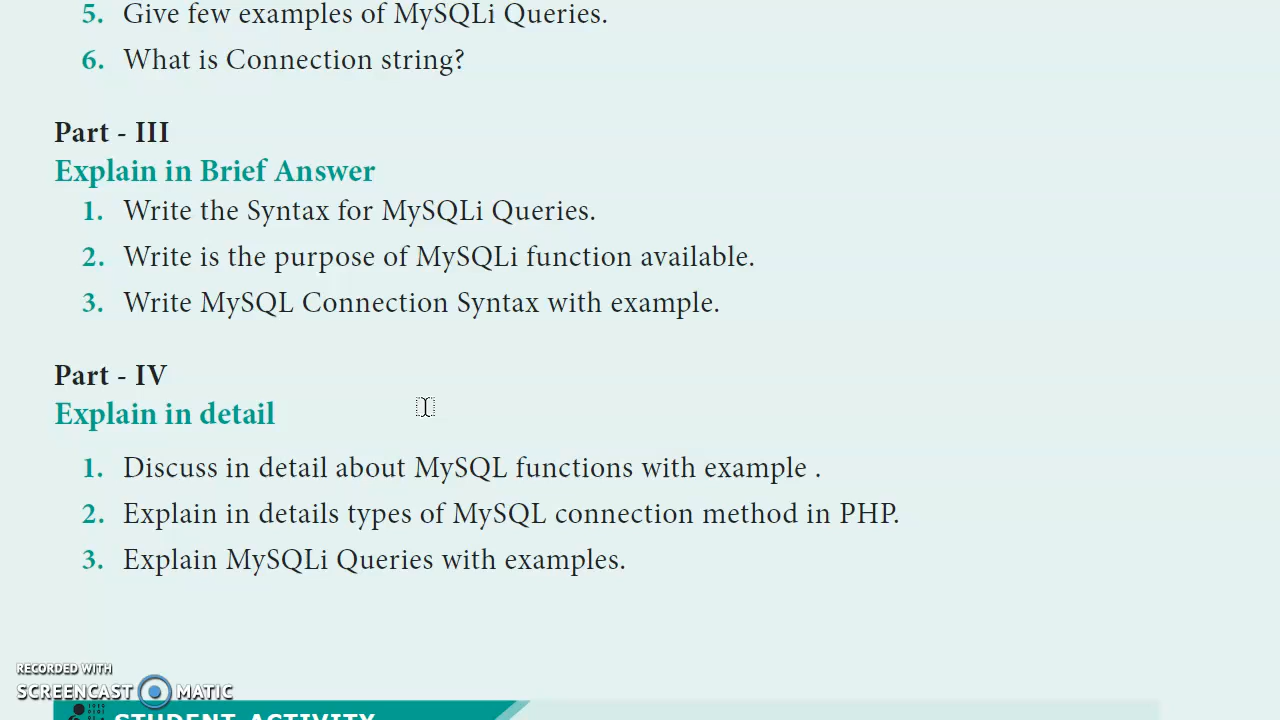 5. Give few examples of MySQLi Queries.
6. What is Connection string?
Part - III
Explain in Brief Answer
1. Write the Syntax for MySQLi Queries.
2. Write is the purpose of MySQLi function available.
3. Write MySQL Connection Syntax with example.
Part - IV
Explain in detail
1. Discuss in detail about MySQL functions with example .
2. Explain in details types of MySQL connection method in PHP.
3. Explain MySQLi Queries with examples.
RECORDED WITH
SCREENCAST MATIC
STUDENT ACTIVITY